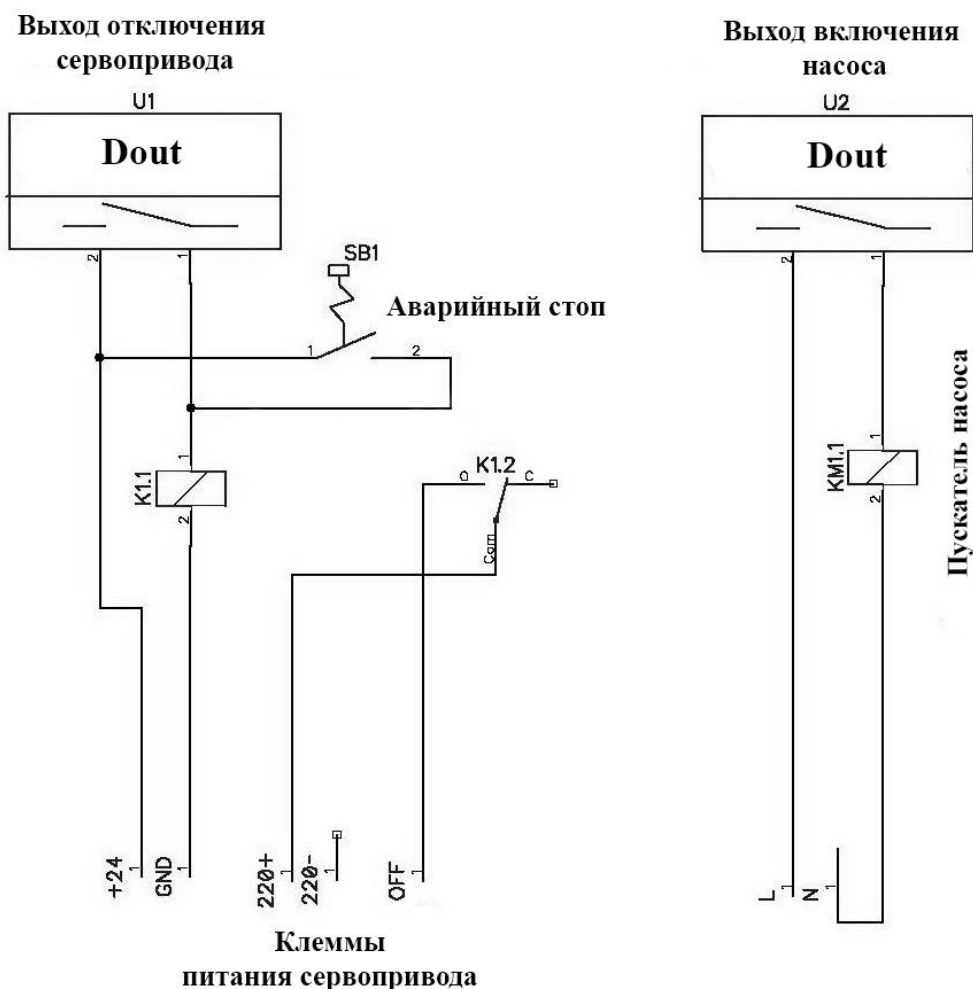 Выход отключения
сервопривода
U1
Dout
2
1
SB1
Аварийный стоп
1
2
1
K1.1
2
K1.2
O
C
Com
+24
1
GND
1
220+
1
220-
1
OFF
1
Клеммы
питания сервопривода
Выход включения
насоса
U2
Dout
2
1
1
KM1.1
2
Пускатель насоса
L
1
N
1